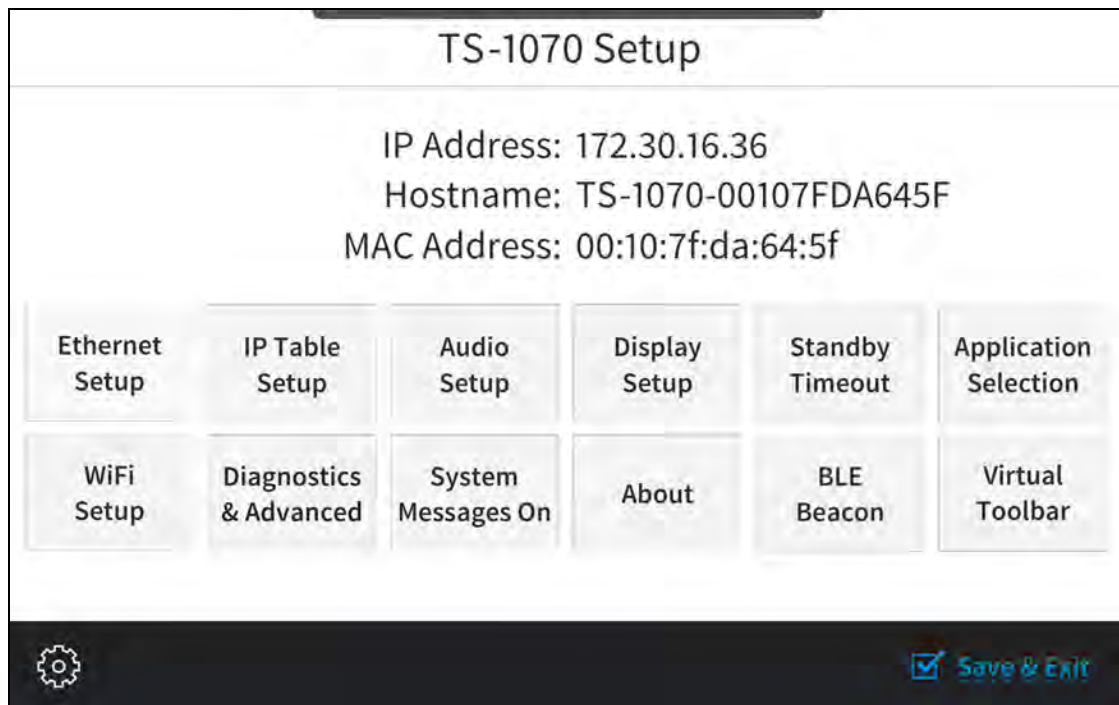 TS-1070 Setup
IP Address: 172.30.16.36
Hostname: TS-1070-00107FDA645F
MAC Address: 00:10:7f:da:64:5f
Ethernet
Setup
IP Table
Setup
Audio
Setup
Display
Setup
Standby
Timeout
Application
Selection
WiFi
Setup
Diagnostics
& Advanced
System
Messages On
About
BLE
Beacon
Virtual
Toolbar
Save & Exit